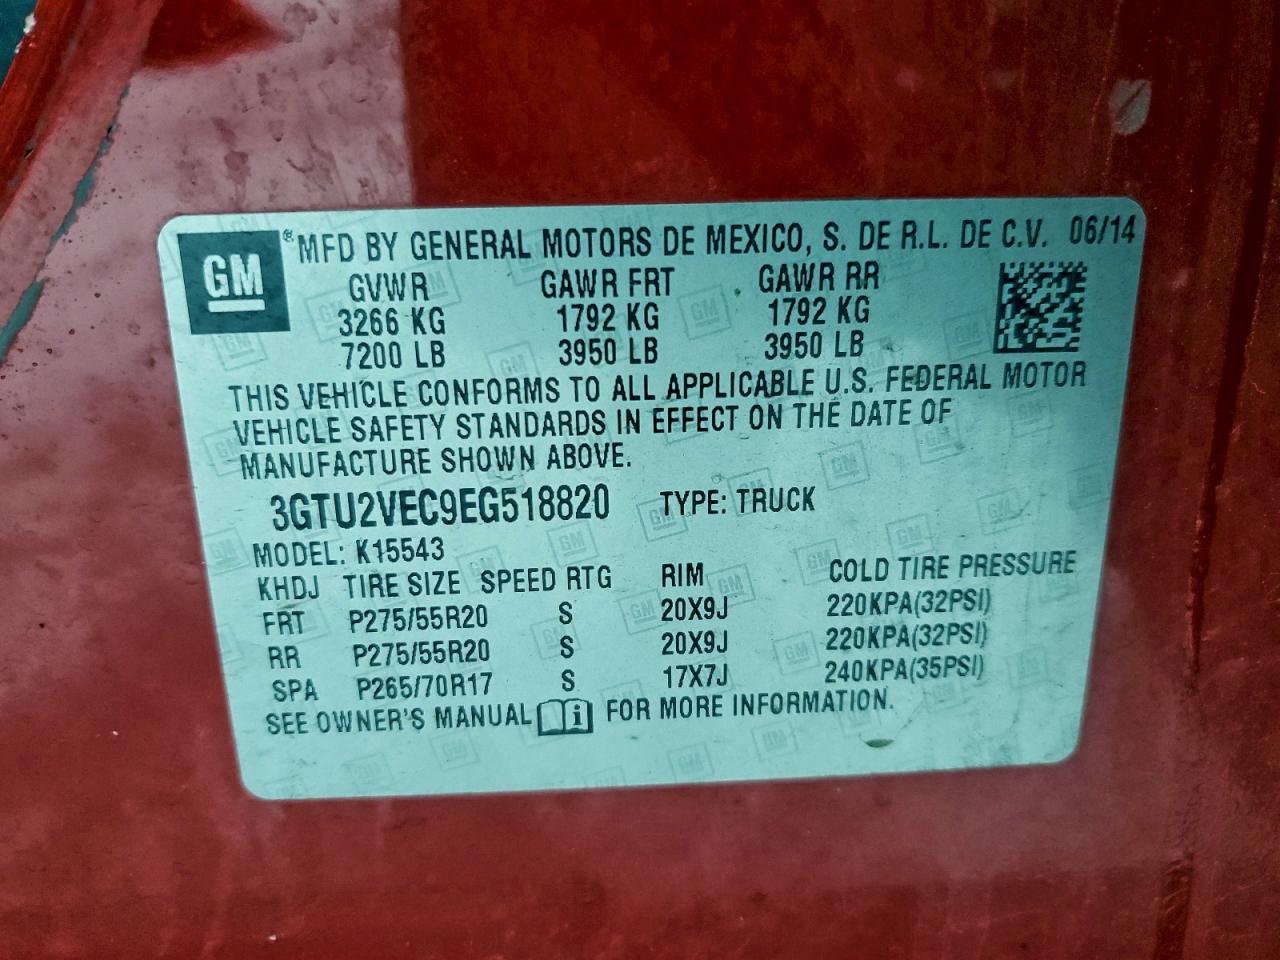 GM ® MFD BY GENERAL MOTORS DE MEXICO, S. DE R.L. DE C.V. 06/14
GVWR GAWR FRT GAWR RR
3266 KG 1792 KG 1792 KG
7200 LB 3950 LB 3950 LB
THIS VEHICLE CONFORMS TO ALL APPLICABLE U.S. FEDERAL MOTOR
VEHICLE SAFETY STANDARDS IN EFFECT ON THE DATE OF
MANUFACTURE SHOWN ABOVE.
3GTU2VEC9EG518820 TYPE: TRUCK
MODEL: K15543
KHDJ TIRE SIZE SPEED RTG RIM COLD TIRE PRESSURE
FRT P275/55R20 S 20X9J 220KPA(32PSI)
RR P275/55R20 S 20X9J 220KPA(32PSI)
SPA P265/70R17 S 17X7J 240KPA(35PSI)
SEE OWNER'S MANUAL FOR MORE INFORMATION.